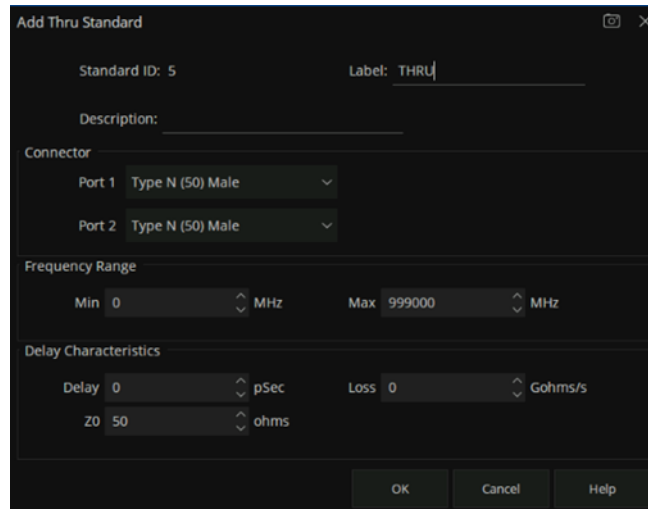 Add Thru Standard
Standard ID: 5 Label: THRU
Description:
Connector
Port 1 Type N (50) Male
Port 2 Type N (50) Male
Frequency Range
Min 0 MHz Max 999000 MHz
Delay Characteristics
Delay 0 pSec Loss 0 Gohms/s
Z0 50 ohms
OK Cancel Help